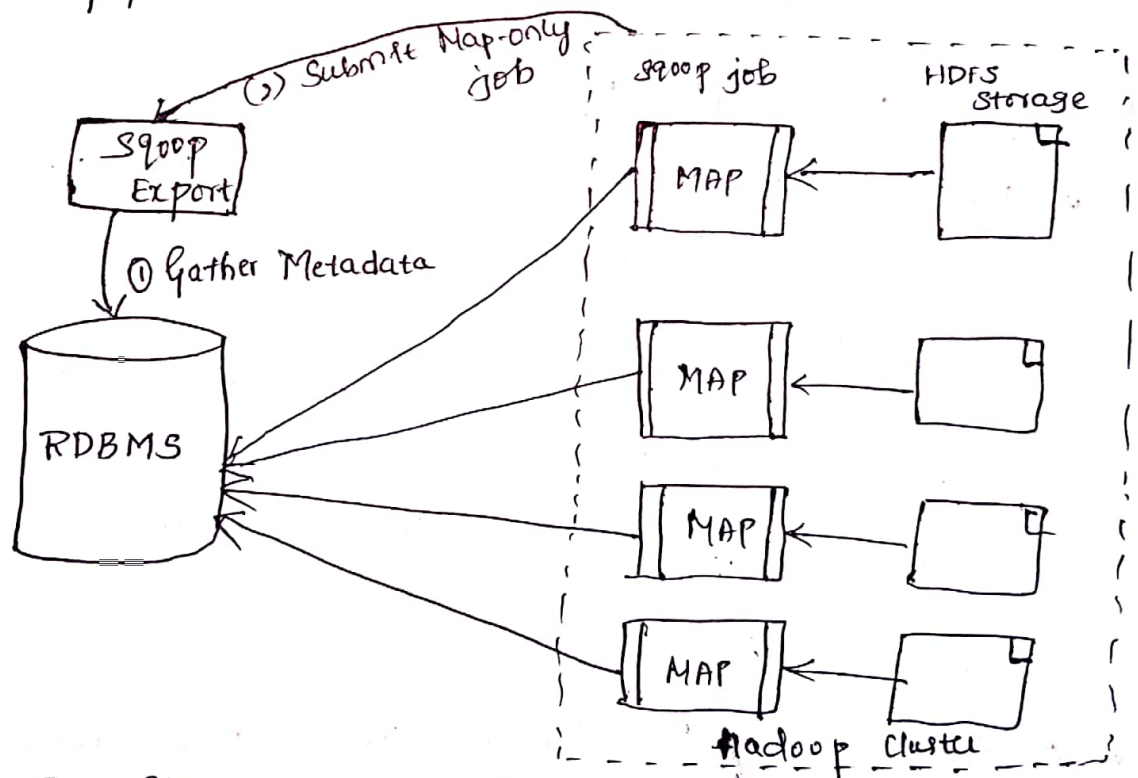 (2) Submit Map-only
job
Sqoop job
HDFS
Storage
Sqoop
Export
MAP
① Gather Metadata
MAP
RDBMS
MAP
MAP
Hadoop Cluster